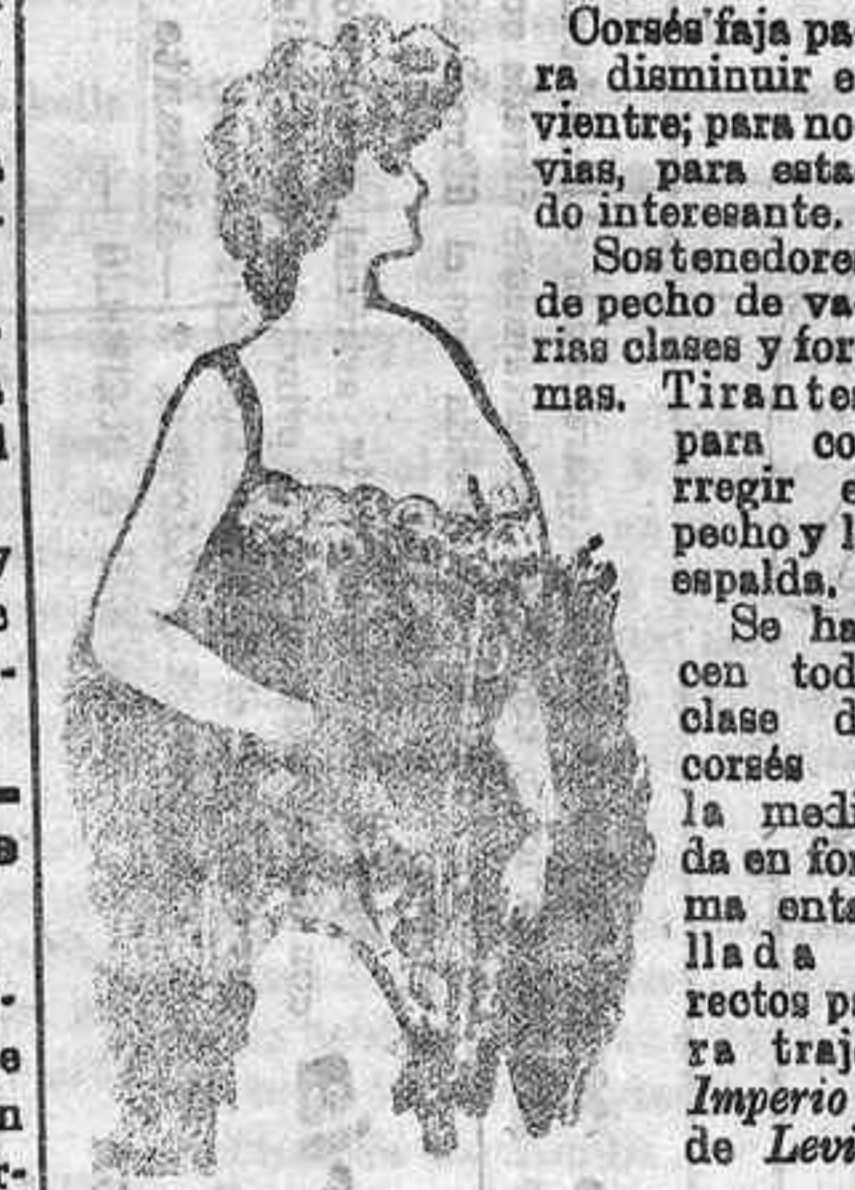 Corsés faja pa
ra disminuir e
vientre; para no
vias, para esta
do interesante.
Sostenedore
de pecho de va
rias clases y for
mas. Tirantes
para co
rregir e
pecho y l
espalda.
Se ha
cen tod
clase d
corsés
la medi
da en for
ma enta
llada
rectos pa
ra traj
Imperio
de Levi